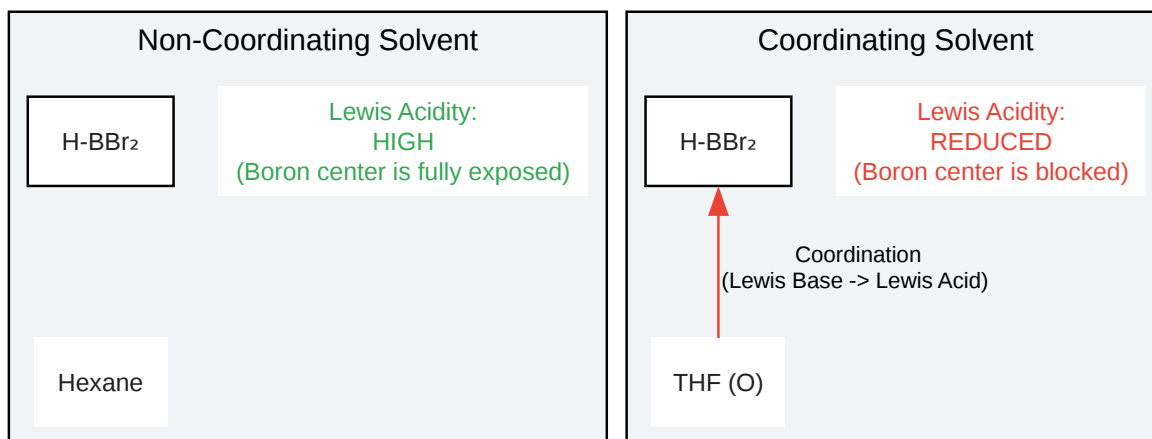 Non-Coordinating Solvent
H-BBr₂
Lewis Acidity:
HIGH
(Boron center is fully exposed)
Hexane
Coordinating Solvent
H-BBr₂
Lewis Acidity:
REDUCED
(Boron center is blocked)
Coordination
(Lewis Base -> Lewis Acid)
THF (O)